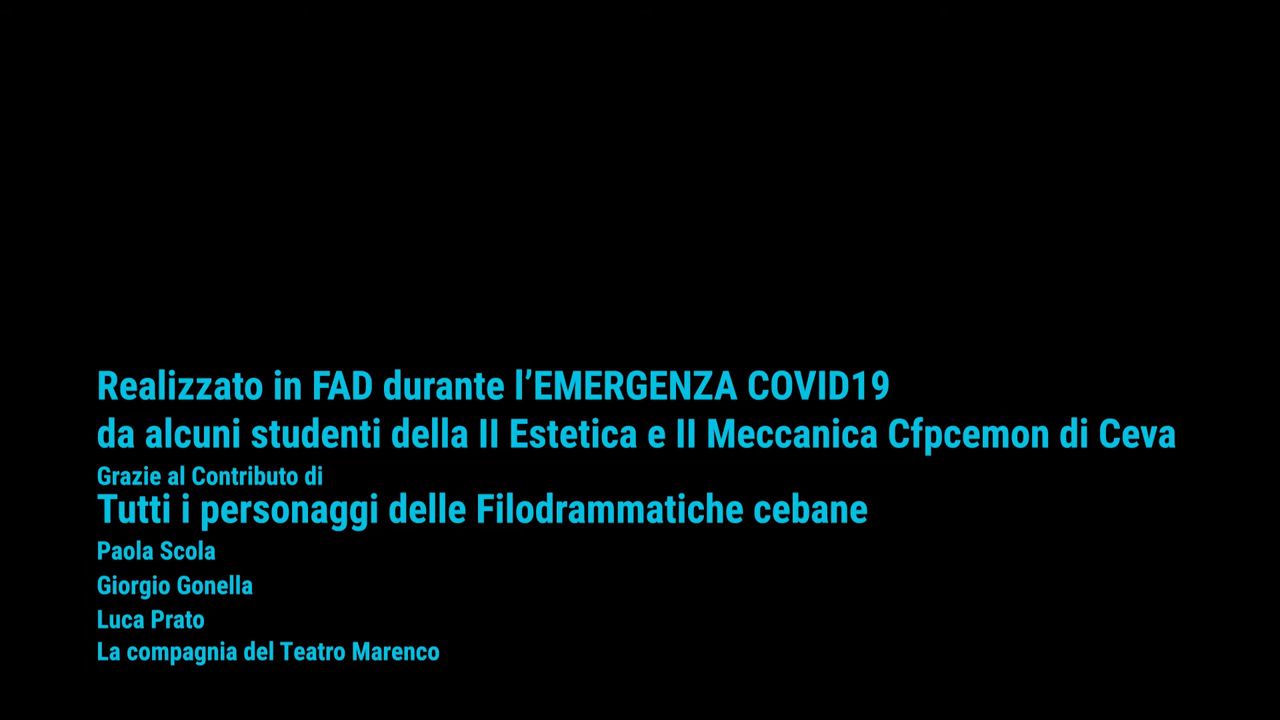 Realizzato in FAD durante l’EMERGENZA COVID19
da alcuni studenti della II Estetica e II Meccanica Cfpcemon di Ceva
Grazie al Contributo di
Tutti i personaggi delle Filodrammatiche cebane
Paola Scola
Giorgio Gonella
Luca Prato
La compagnia del Teatro Marenco